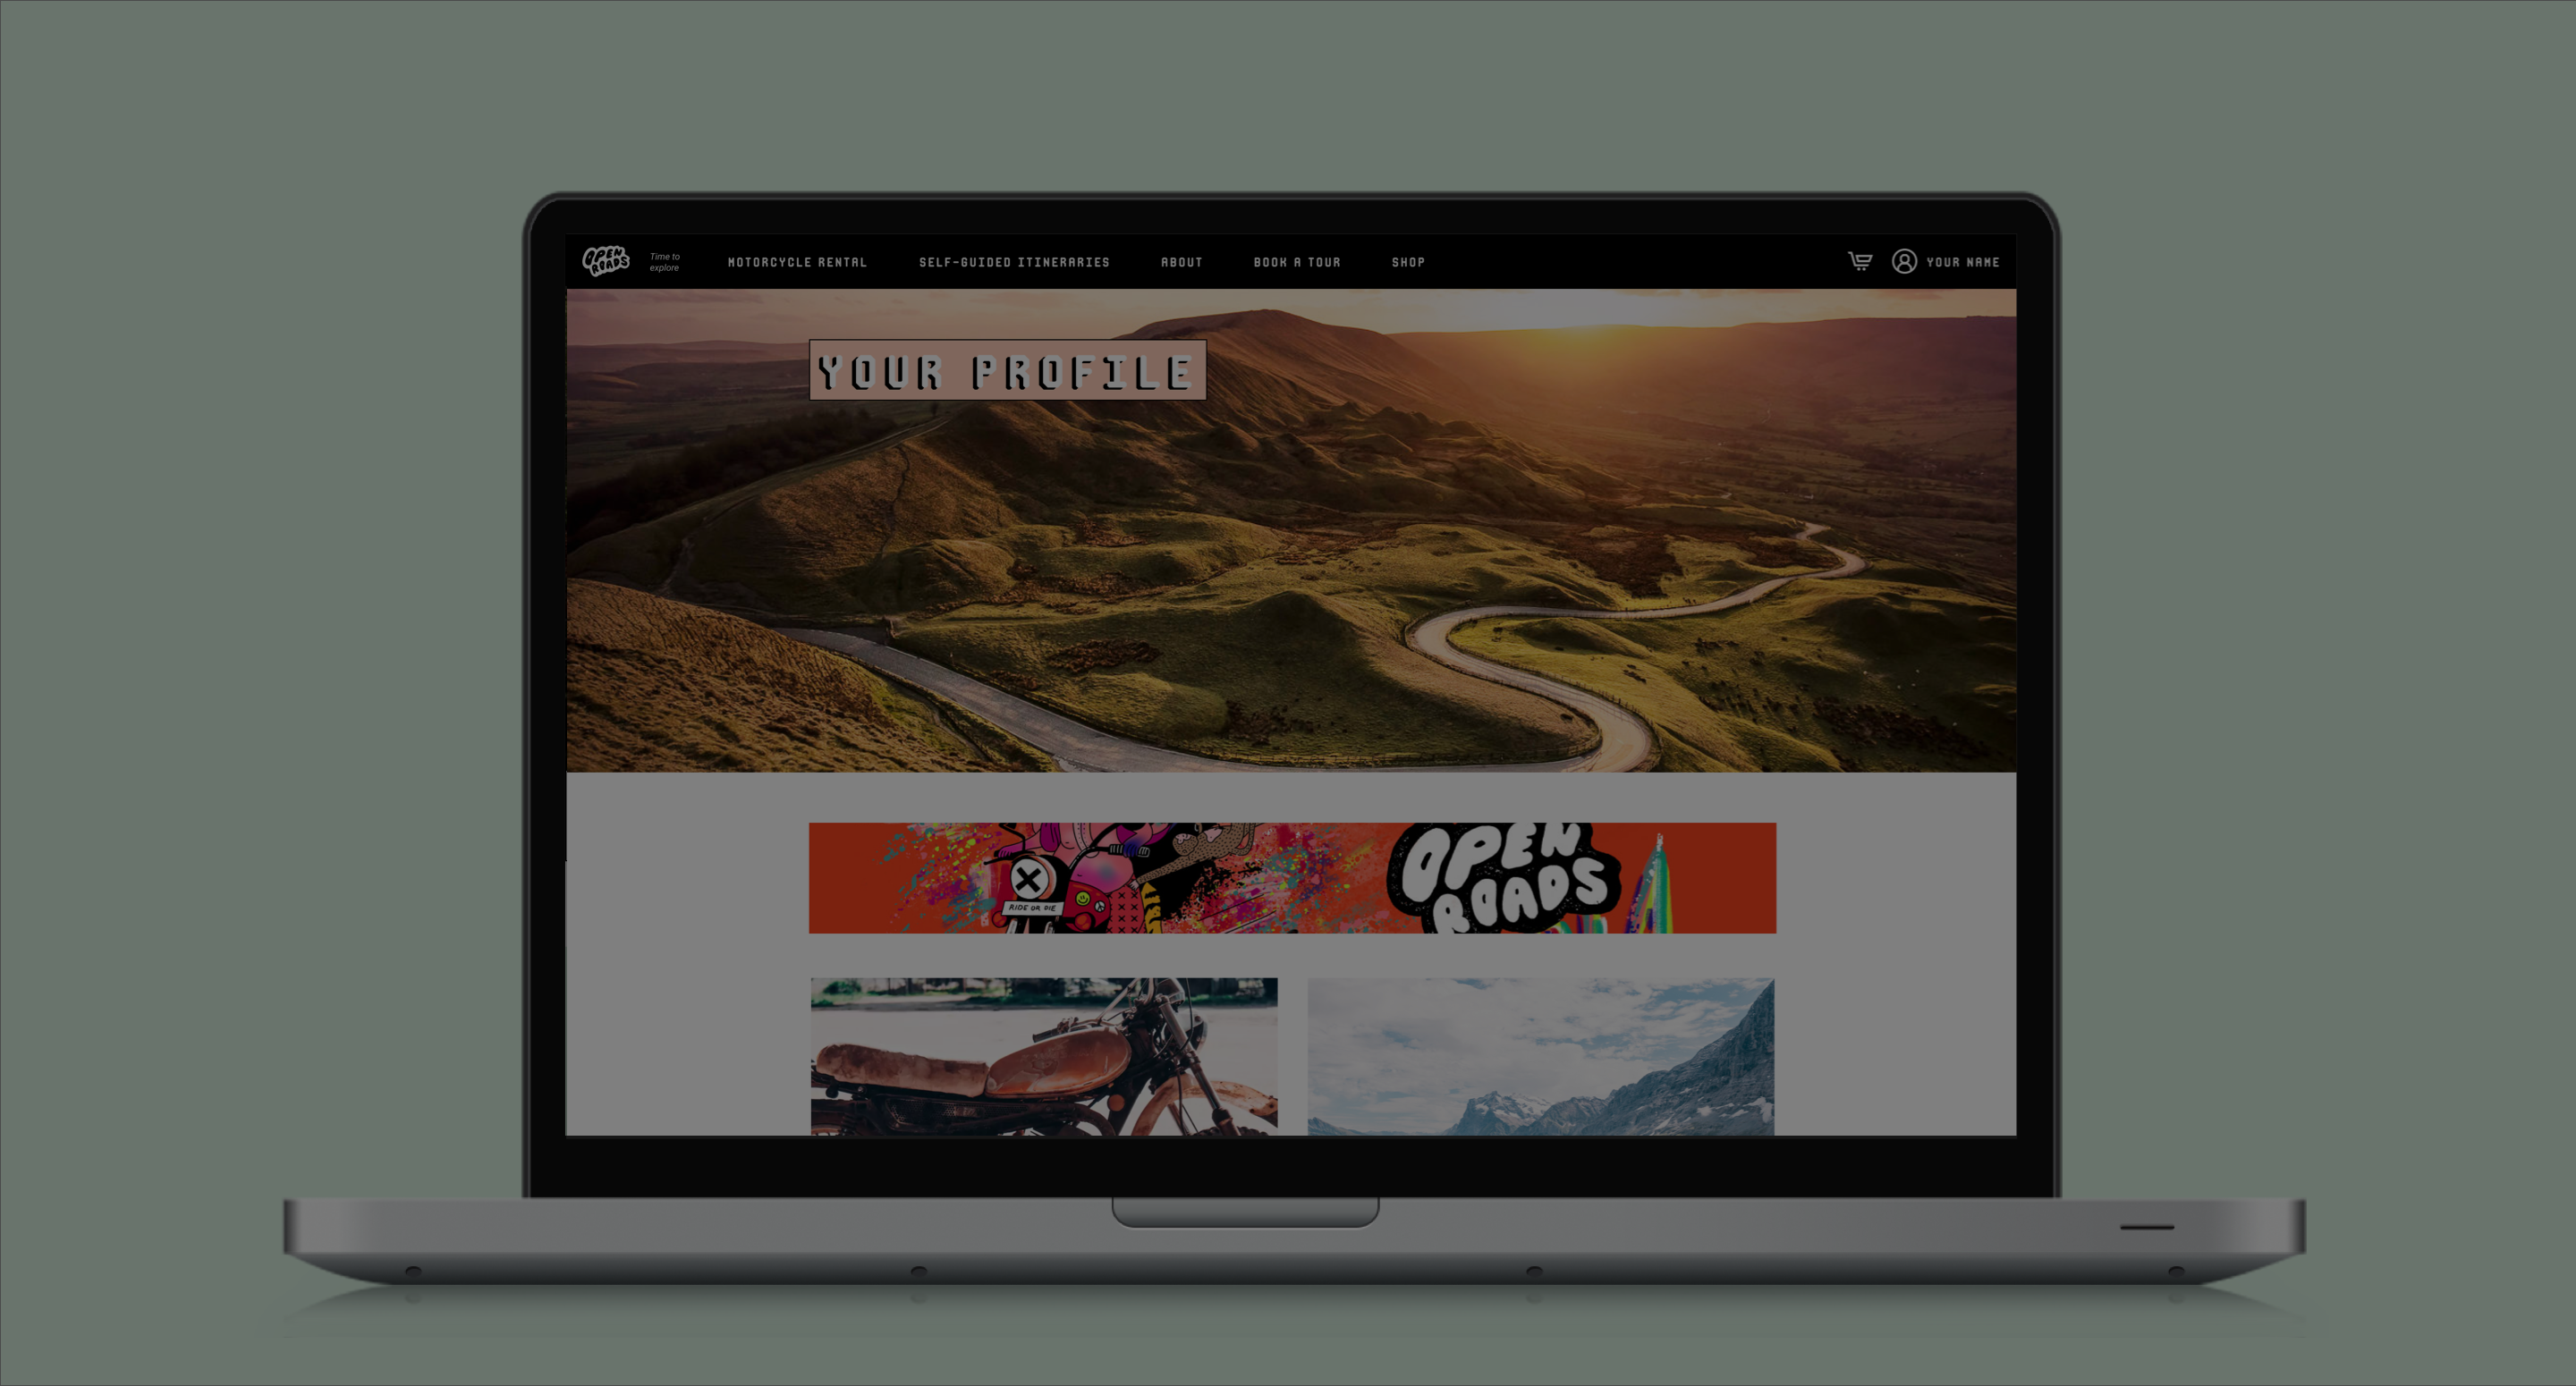 OPEN
ROADS
Time to
explore
MOTORCYCLE RENTAL
SELF-GUIDED ITINERARIES
ABOUT
BOOK A TOUR
SHOP
YOUR NAME
YOUR PROFILE
RIDE OR DIE
OPEN
ROADS